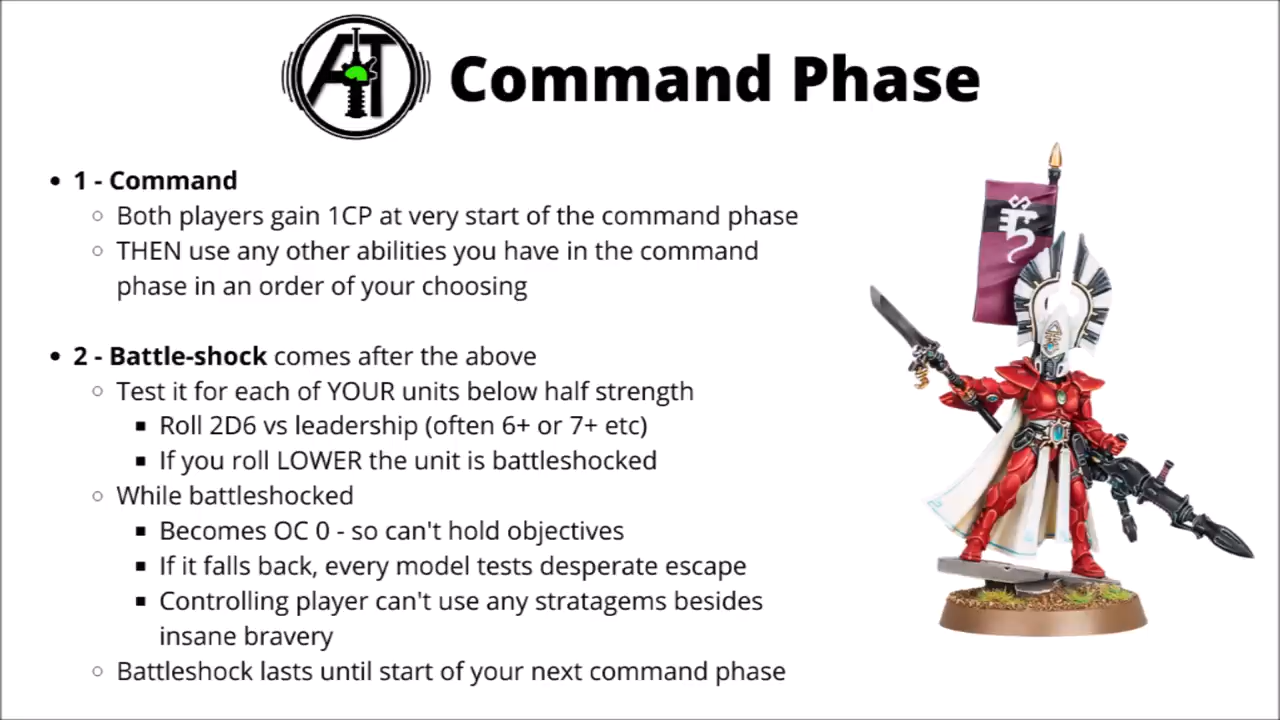 AT
Command Phase
• 1 - Command
○ Both players gain 1CP at very start of the command phase
○ THEN use any other abilities you have in the command
phase in an order of your choosing
• 2 - Battle-shock comes after the above
○ Test it for each of YOUR units below half strength
▪ Roll 2D6 vs leadership (often 6+ or 7+ etc)
▪ If you roll LOWER the unit is battleshocked
○ While battleshocked
▪ Becomes OC 0 - so can't hold objectives
▪ If it falls back, every model tests desperate escape
▪ Controlling player can't use any stratagems besides
insane bravery
○ Battleshock lasts until start of your next command phase